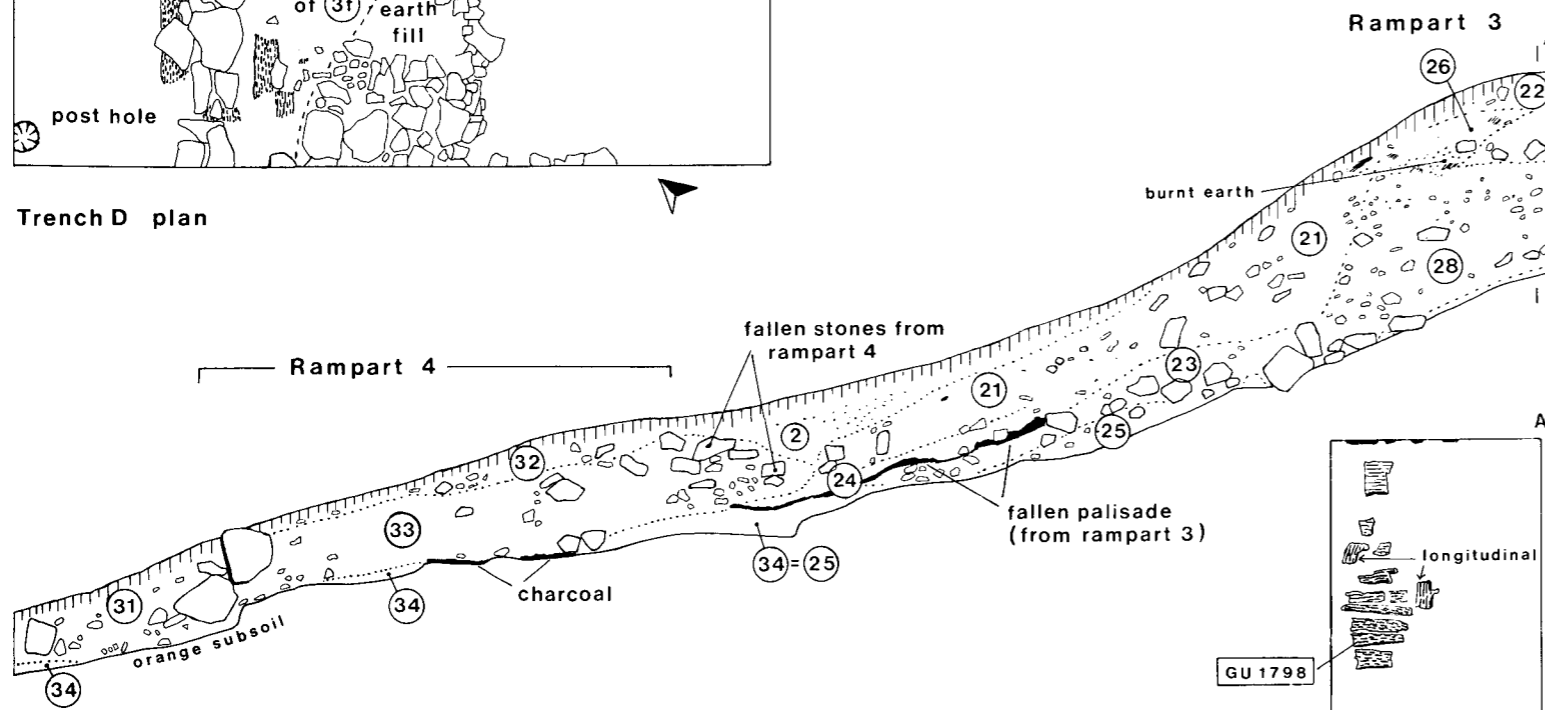 of 3f
earth
fill
post hole
Trench D plan
Rampart 3
26
22
burnt earth
21
28
fallen stones from
rampart 4
Rampart 4
21
23
2
25
32
24
fallen palisade
(from rampart 3)
33
34=25
A
longitudinal
charcoal
34
31
orange subsoil
34
GU 1798